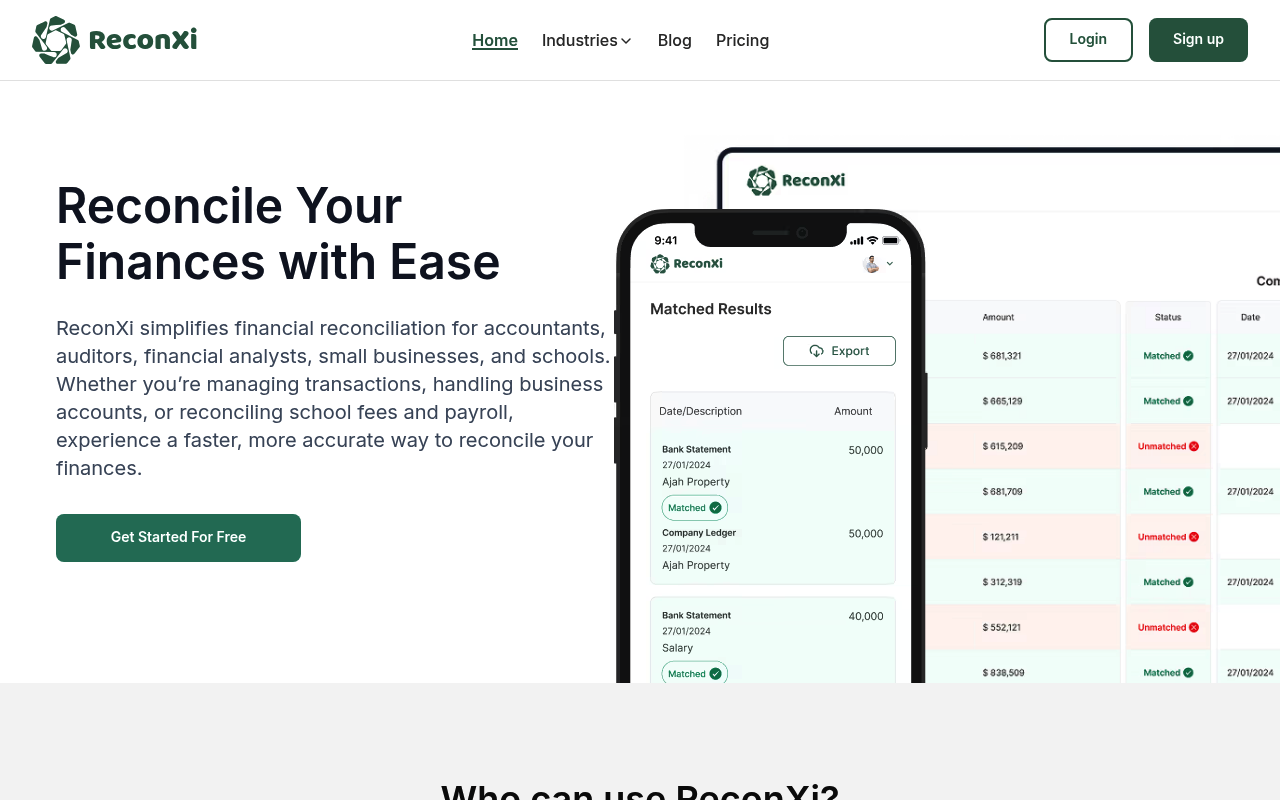 ReconXi
Home
Industries
Blog
Pricing
Login
Sign up
Reconcile Your
Finances with Ease
ReconXi simplifies financial reconciliation for accountants,
auditors, financial analysts, small businesses, and schools.
Whether you’re managing transactions, handling business
accounts, or reconciling school fees and payroll,
experience a faster, more accurate way to reconcile your
finances.
Get Started For Free
ReconXi
9:41
ReconXi
Matched Results
Export
Date/Description Amount
Bank Statement 50,000
27/01/2024
Ajah Property
Matched
Company Ledger 50,000
27/01/2024
Ajah Property
Bank Statement 40,000
27/01/2024
Salary
Matched
Com
Amount Status Date
$ 681,321 Matched 27/01/2024
$ 665,129 Matched 27/01/2024
$ 615,209 Unmatched
$ 681,709 Matched 27/01/2024
$ 121,211 Unmatched
$ 312,319 Matched 27/01/2024
$ 552,121 Unmatched
$ 838,509 Matched 27/01/2024
Who can use ReconXi?